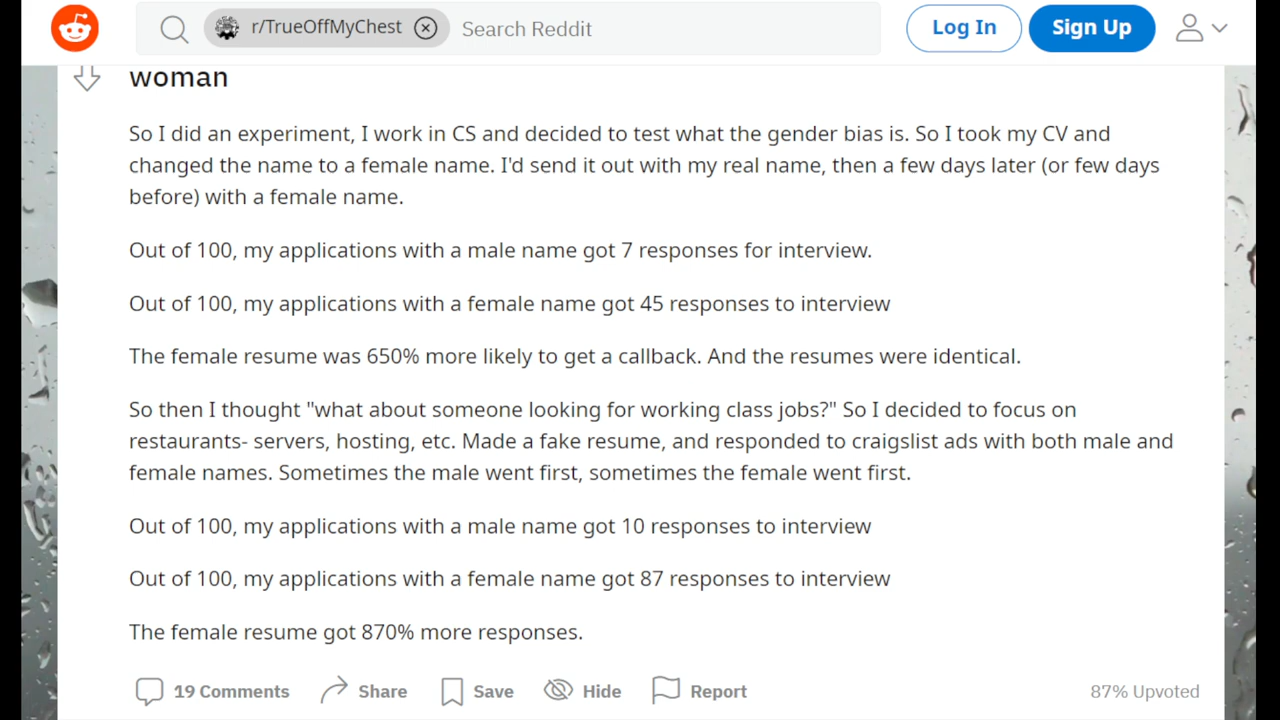 r/TrueOffMyChest
Search Reddit
Log In
Sign Up
woman
So I did an experiment, I work in CS and decided to test what the gender bias is. So I took my CV and
changed the name to a female name. I'd send it out with my real name, then a few days later (or few days
before) with a female name.
Out of 100, my applications with a male name got 7 responses for interview.
Out of 100, my applications with a female name got 45 responses to interview
The female resume was 650% more likely to get a callback. And the resumes were identical.
So then I thought "what about someone looking for working class jobs?" So I decided to focus on
restaurants- servers, hosting, etc. Made a fake resume, and responded to craigslist ads with both male and
female names. Sometimes the male went first, sometimes the female went first.
Out of 100, my applications with a male name got 10 responses to interview
Out of 100, my applications with a female name got 87 responses to interview
The female resume got 870% more responses.
19 Comments
Share
Save
Hide
Report
87% Upvoted